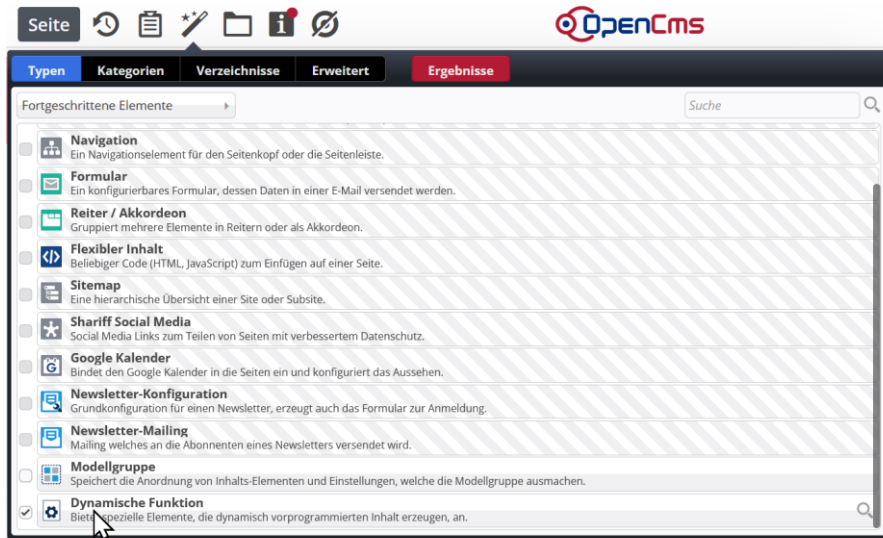 Seite
OpenCms
Typen Kategorien Verzeichnisse Erweitert Ergebnisse
Fortgeschrittene Elemente Suche
Navigation
Ein Navigationselement für den Seitenkopf oder die Seitenleiste.
Formular
Ein konfigurierbares Formular, dessen Daten in einer E-Mail versendet werden.
Reiter / Akkordeon
Gruppiert mehrere Elemente in Reitern oder als Akkordeon.
Flexibler Inhalt
Beliebiger Code (HTML, JavaScript) zum Einfügen auf einer Seite.
Sitemap
Eine hierarchische Übersicht einer Site oder Subsite.
Shariff Social Media
Social Media Links zum Teilen von Seiten mit verbessertem Datenschutz.
Google Kalender
Bindet den Google Kalender in die Seiten ein und konfiguriert das Aussehen.
Newsletter-Konfiguration
Grundkonfiguration für einen Newsletter, erzeugt auch das Formular zur Anmeldung.
Newsletter-Mailing
Mailing welches an die Abonnenten eines Newsletters versendet wird.
Modellgruppe
Speichert die Anordnung von Inhalts-Elementen und Einstellungen, welche die Modellgruppe ausmachen.
Dynamische Funktion
spezielle Elemente, die dynamisch vorprogrammierten Inhalt erzeugen, an.